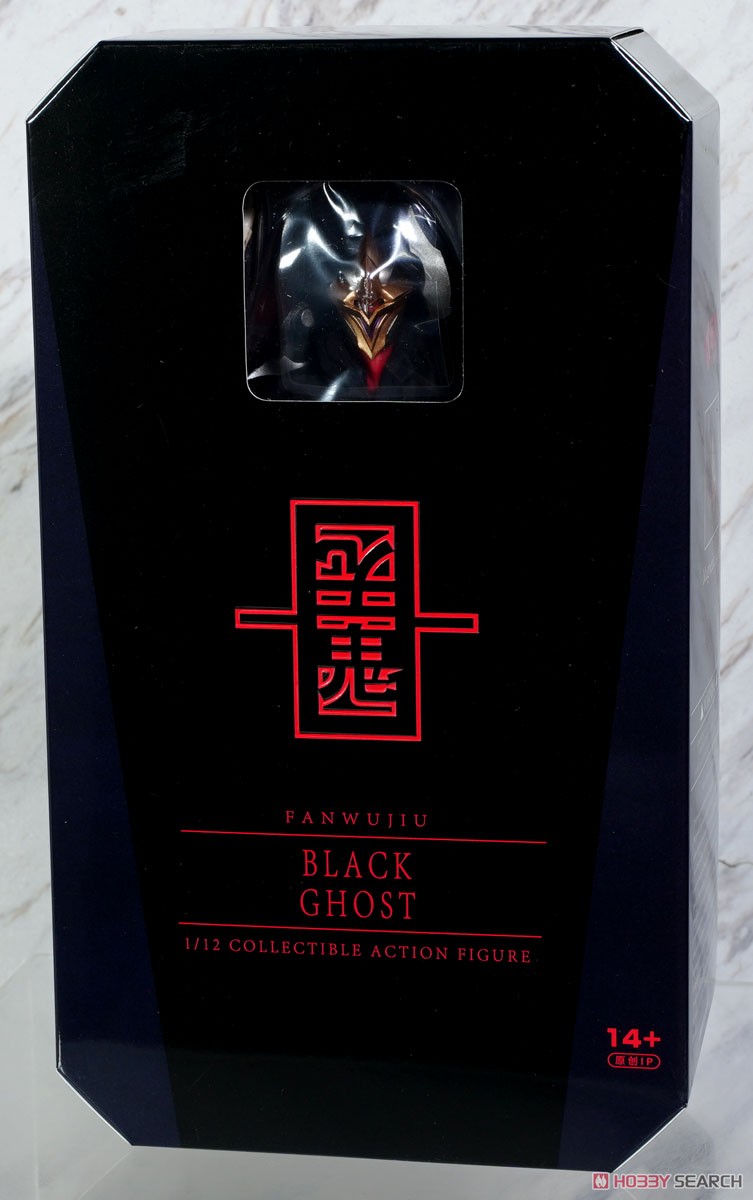 FANWUJIU
BLACK
GHOST
1/12 COLLECTIBLE ACTION FIGURE
14+
原创IP
HOBBY SEARCH